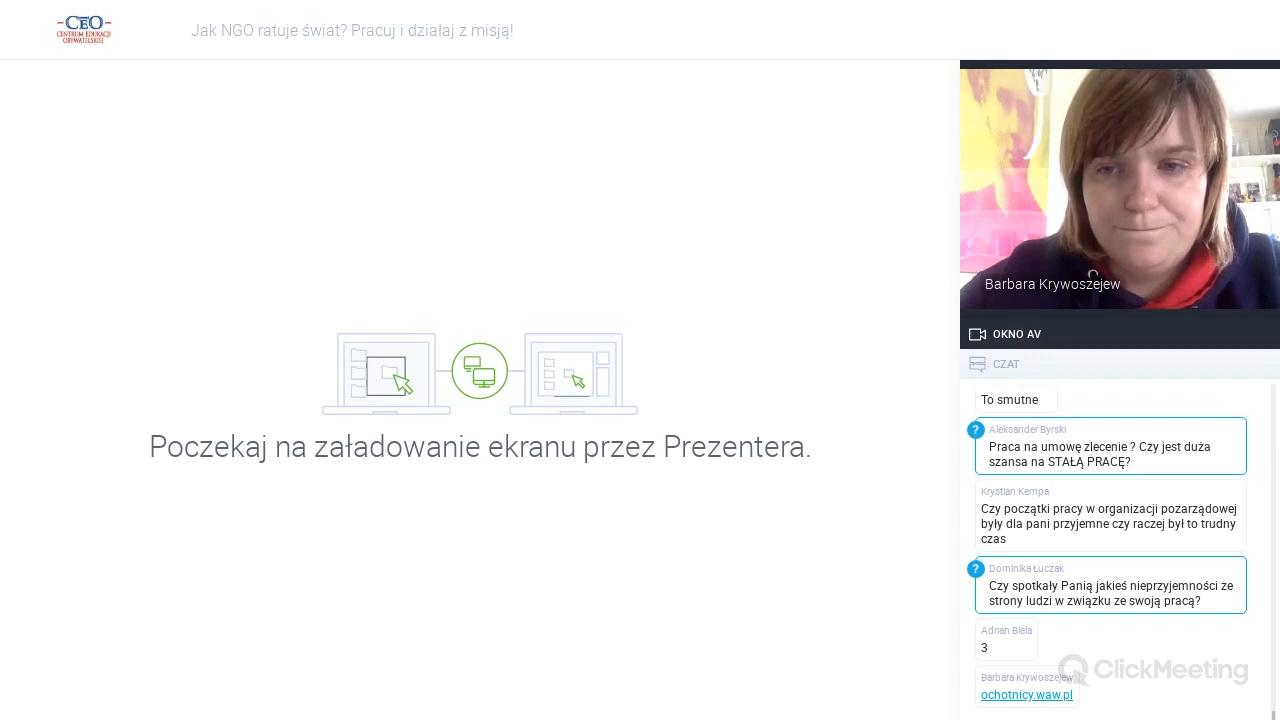 CEO
CENTRUM EDUKACJI
OBYWATELSKIEJ
Jak NGO ratuje świat? Pracuj i działaj z misją!
Poczekaj na załadowanie ekranu przez Prezentera.
Barbara Krywoszejew
OKNO AV
CZAT
To smutne
?
Aleksander Byrski
Praca na umowę zlecenie ? Czy jest duża
szansa na STAŁĄ PRACĘ?
Krystian Kempa
Czy początki pracy w organizacji pozarządowej
były dla pani przyjemne czy raczej był to trudny
czas
?
Dominika Łuczak
Czy spotkały Panią jakieś nieprzyjemności ze
strony ludzi w związku ze swoją pracą?
Adrian Biela
3
Barbara Krywoszejew
ochotnicy.waw.pl
ClickMeeting